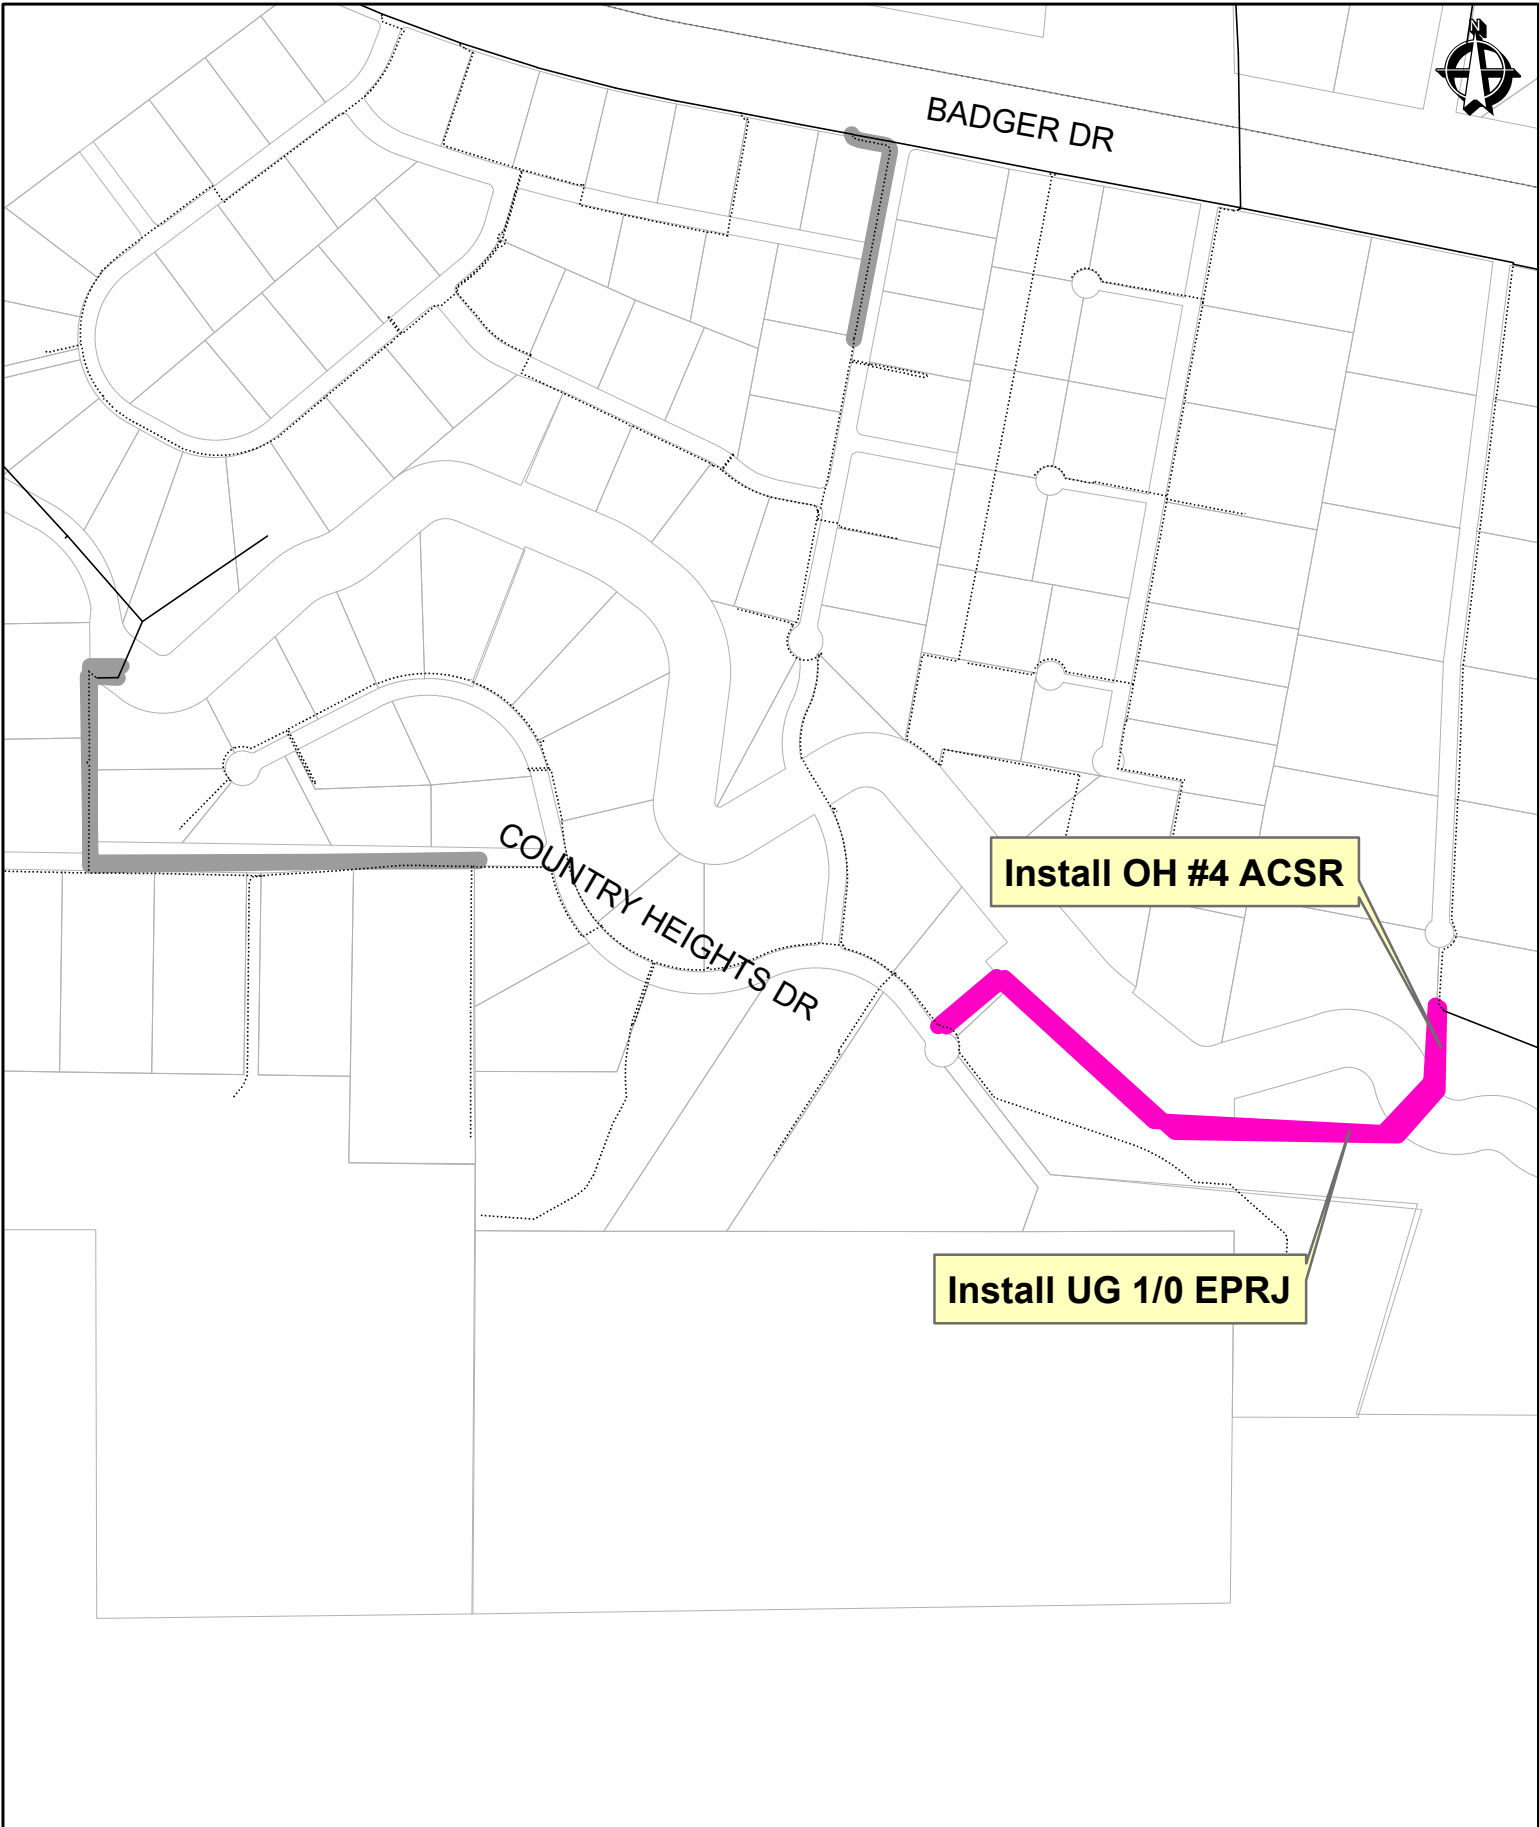 N
BADGER DR
COUNTRY HEIGHTS DR
Install OH #4 ACSR
Install UG 1/0 EPRJ